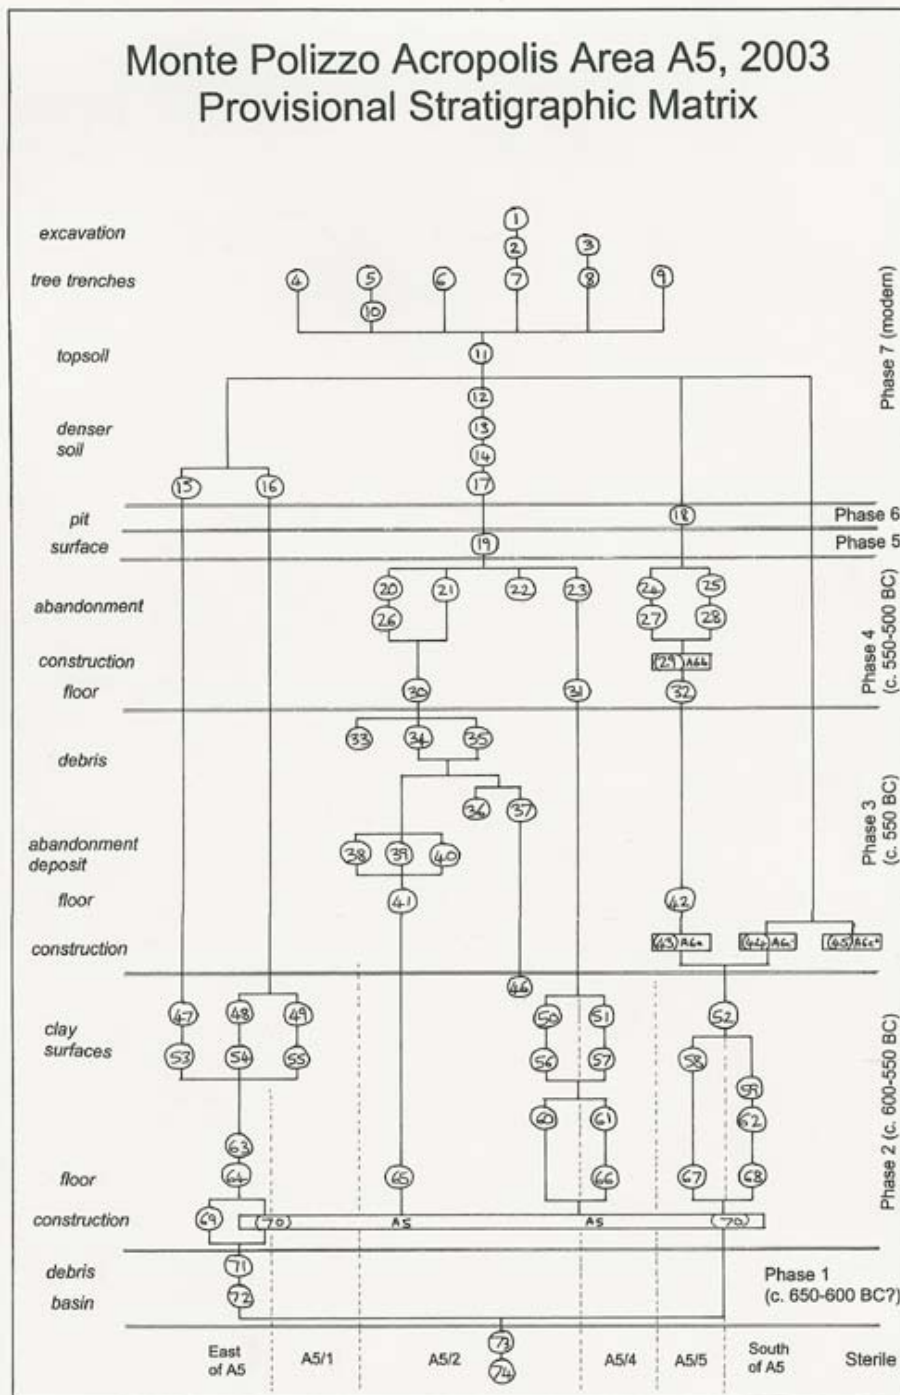 Monte Polizzo Acropolis Area A5, 2003
Provisional Stratigraphic Matrix
excavation
1
2
3
tree trenches
4
5
6
7
8
9
10
topsoil
11
12
denser
soil
13
14
15
16
17
Phase 7 (modern)
pit
18
Phase 6
surface
19
Phase 5
abandonment
20
21
22
23
24
25
26
27
28
construction
29 A6b
floor
30
31
32
Phase 4
(c. 550-500 BC)
debris
33
34
35
36
37
abandonment
deposit
38
39
40
floor
41
42
construction
43 A6a
44
45
Phase 3
(c. 550 BC)
46
clay
surfaces
47
48
49
50
51
52
53
54
55
56
57
58
59
60
61
62
63
floor
64
65
66
67
68
construction
69
(70)
A5
A5
(70)
Phase 2 (c. 600-550 BC)
debris
71
basin
72
Phase 1
(c. 650-600 BC?)
73
74
East
of A5
A5/1
A5/2
A5/4
A5/5
South
of A5
Sterile